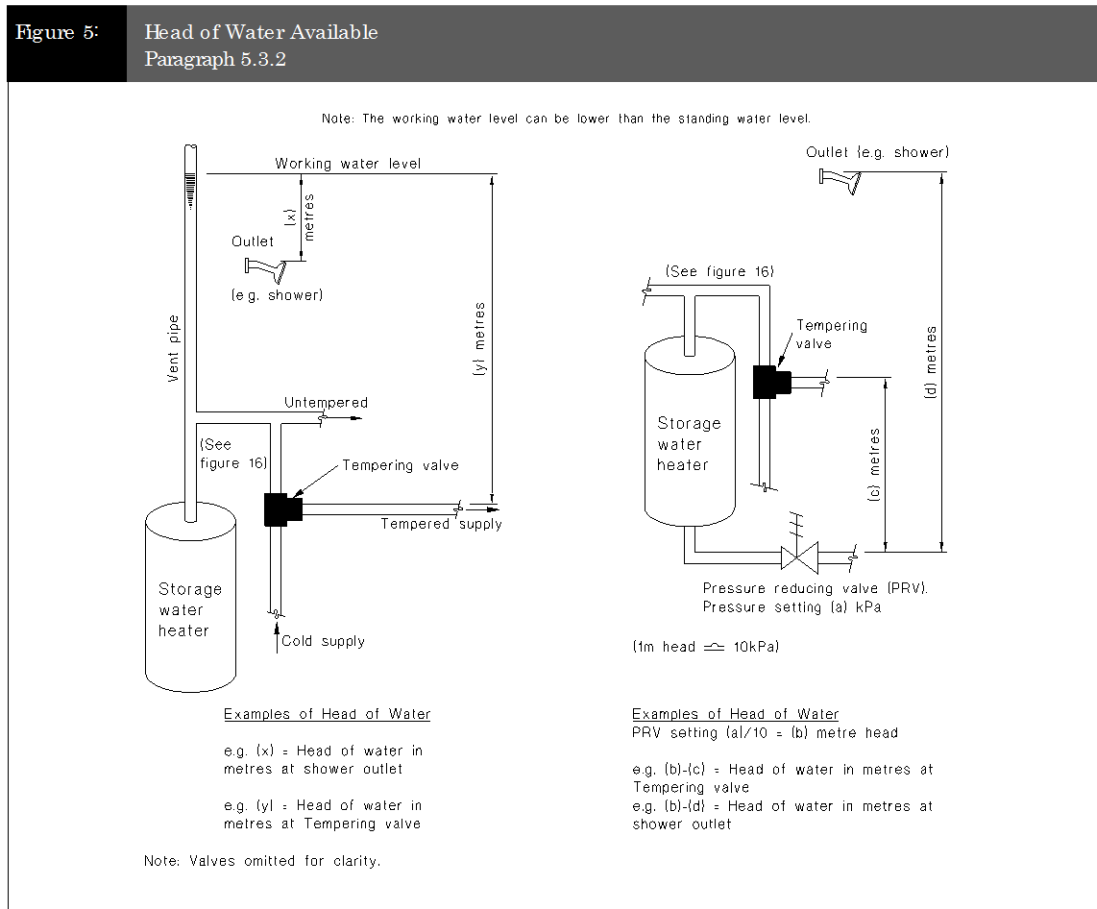 Figure 5:
Head of Water Available
Paragraph 5.3.2
Note: The working water level can be lower than the standing water level.
Working water level
(x)
metres
Outlet
(e.g. shower)
Vent pipe
(y) metres
Untempered
(See
figure 16)
Tempering valve
Tempered supply
Storage
water
heater
Cold supply
Examples of Head of Water
e.g. (x) = Head of water in
metres at shower outlet
e.g. (y) = Head of water in
metres at Tempering valve
Note: Valves omitted for clarity.
Outlet (e.g. shower)
(See figure 16)
Tempering
valve
(d) metres
(c) metres
Storage
water
heater
Pressure reducing valve (PRV).
Pressure setting (a) kPa
(1m head ≏ 10kPa)
Examples of Head of Water
PRV setting (a)/10 = (b) metre head
e.g. (b)-(c) = Head of water in metres at
Tempering valve
e.g. (b)-(d) = Head of water in metres at
shower outlet